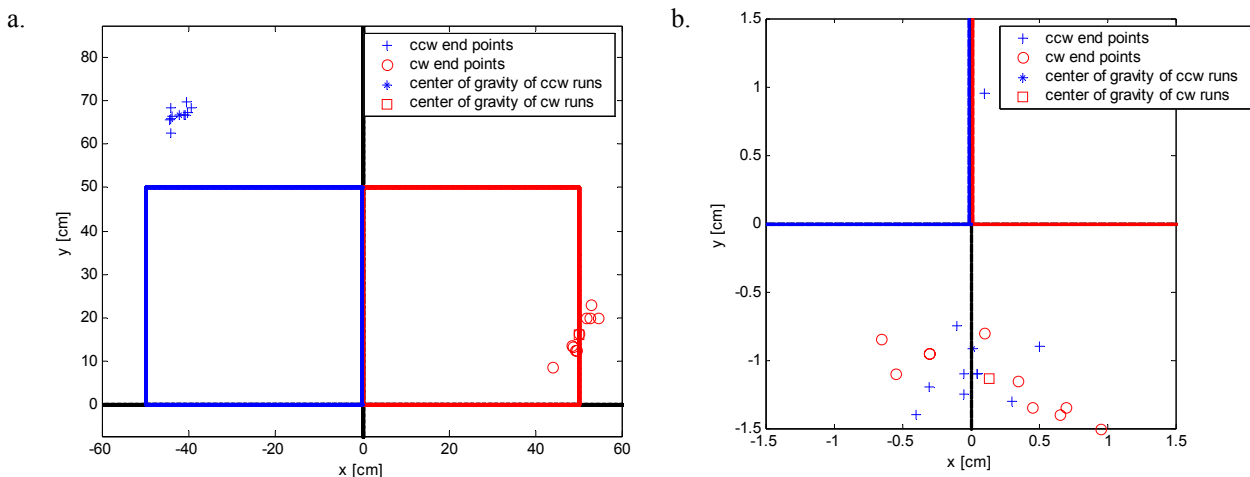 a.
80
70
60
50
40
30
20
10
0
y [cm]
-60
-40
-20
0
20
40
60
x [cm]
ccw end points
cw end points
center of gravity of ccw runs
center of gravity of cw runs
b.
1.5
1
0.5
0
-0.5
-1
-1.5
y [cm]
-1.5
-1
-0.5
0
0.5
1
1.5
x [cm]
ccw end points
cw end points
center of gravity of ccw runs
center of gravity of cw runs